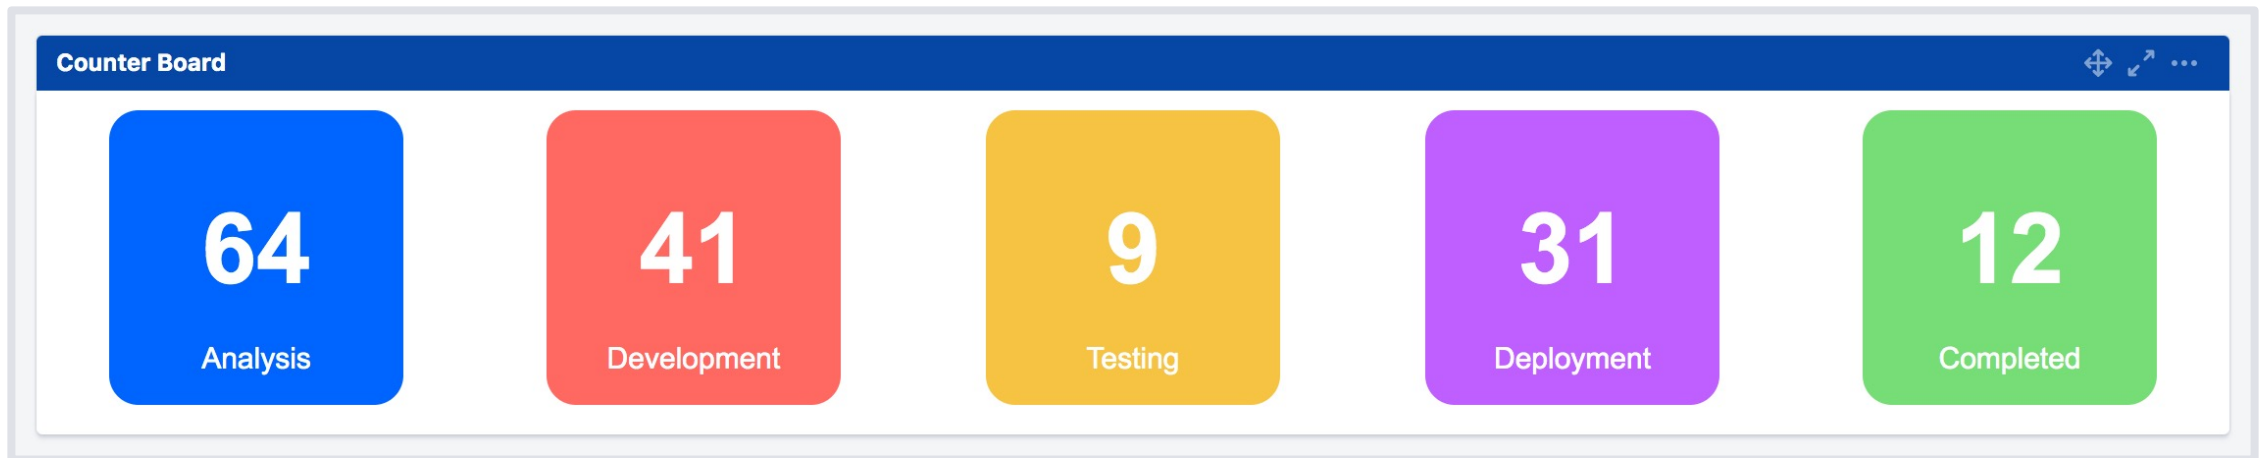 Counter Board
64
Analysis
41
Development
9
Testing
31
Deployment
12
Completed